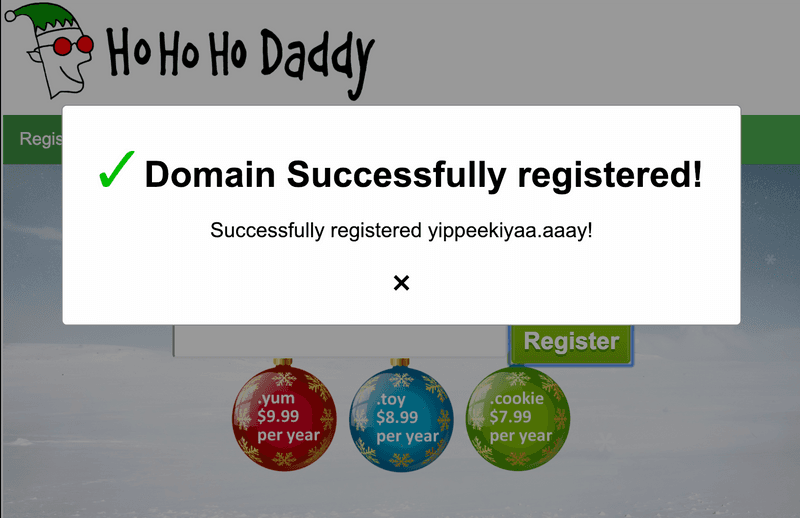 Ho Ho Ho Daddy
Regis
✓ Domain Successfully registered!
Successfully registered yippeekiyaa.aaay!
×
Register
.yum
$9.99
per year
.toy
$8.99
per year
.cookie
$7.99
per year